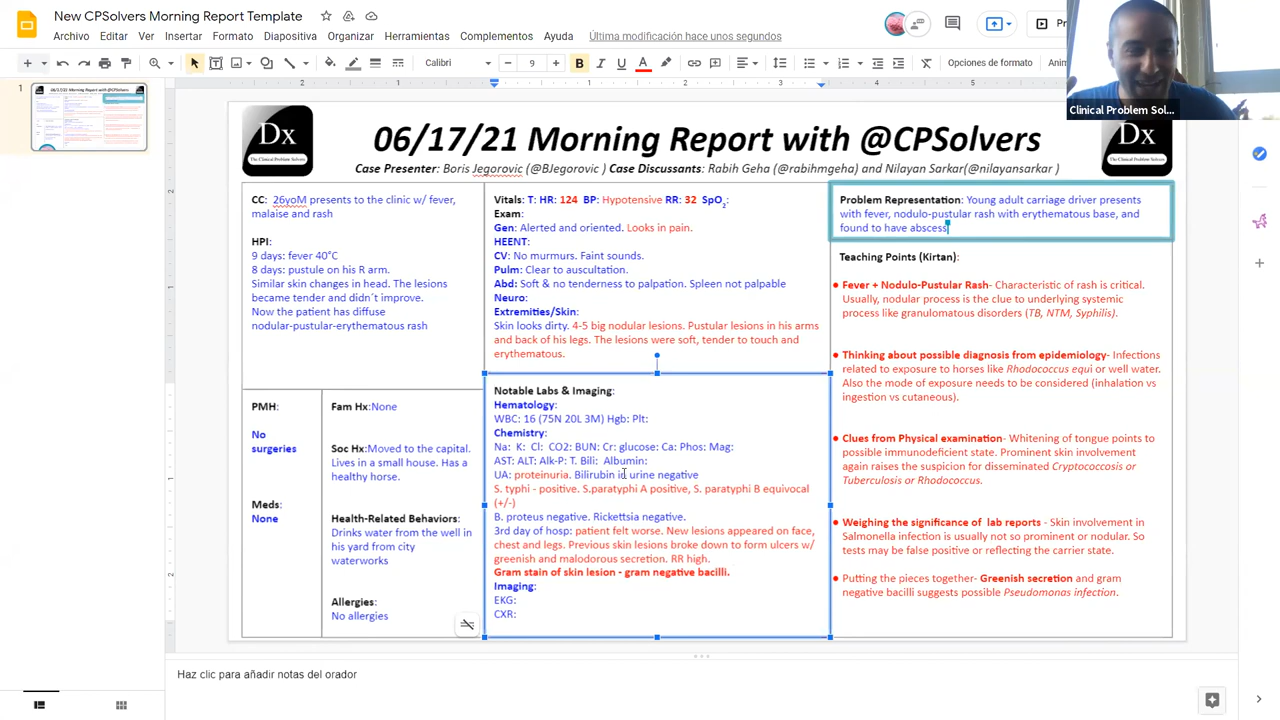 New CPSolvers Morning Report Template
Archivo Editar Ver Insertar Formato Diapositiva Organizar Herramientas Complementos Ayuda Última modificación hace unos segundos
Calibri 9 Opciones de formato
Clinical Problem Sol...
1
06/17/21 Morning Report with @CPSolvers
Case Presenter: Boris Jegorovic (@BJegorovic ) Case Discussants: Rabih Geha (@rabihmgeha) and Nilayan Sarkar(@nilayansarkar )
Dx
The Clinical Problem Solvers
Dx
The Clinical Problem Solvers
CC: 26yoM presents to the clinic w/ fever,
malaise and rash
HPI:
9 days: fever 40°C
8 days: pustule on his R arm.
Similar skin changes in head. The lesions
became tender and didn´t improve.
Now the patient has diffuse
nodular-pustular-erythematous rash
PMH:
No
surgeries
Meds:
None
Fam Hx:None
Soc Hx:Moved to the capital.
Lives in a small house. Has a
healthy horse.
Health-Related Behaviors:
Drinks water from the well in
his yard from city
waterworks
Allergies:
No allergies
Vitals: T: HR: 124 BP: Hypotensive RR: 32 SpO2:
Exam:
Gen: Alerted and oriented. Looks in pain.
HEENT:
CV: No murmurs. Faint sounds.
Pulm: Clear to auscultation.
Abd: Soft & no tenderness to palpation. Spleen not palpable
Neuro:
Extremities/Skin:
Skin looks dirty. 4-5 big nodular lesions. Pustular lesions in his arms
and back of his legs. The lesions were soft, tender to touch and
erythematous.
Notable Labs & Imaging:
Hematology:
WBC: 16 (75N 20L 3M) Hgb: Plt:
Chemistry:
Na: K: Cl: CO2: BUN: Cr: glucose: Ca: Phos: Mag:
AST: ALT: Alk-P: T. Bili: Albumin:
UA: proteinuria. Bilirubin in urine negative
S. typhi - positive. S.paratyphi A positive, S. paratyphi B equivocal
(+/-)
B. proteus negative. Rickettsia negative.
3rd day of hosp: patient felt worse. New lesions appeared on face,
chest and legs. Previous skin lesions broke down to form ulcers w/
greenish and malodorous secretion. RR high.
Gram stain of skin lesion - gram negative bacilli.
Imaging:
EKG:
CXR:
Problem Representation: Young adult carriage driver presents
with fever, nodulo-pustular rash with erythematous base, and
found to have abscess
Teaching Points (Kirtan):
● Fever + Nodulo-Pustular Rash- Characteristic of rash is critical.
Usually, nodular process is the clue to underlying systemic
process like granulomatous disorders (TB, NTM, Syphilis).
● Thinking about possible diagnosis from epidemiology- Infections
related to exposure to horses like Rhodococcus equi or well water.
Also the mode of exposure needs to be considered (inhalation vs
ingestion vs cutaneous).
● Clues from Physical examination- Whitening of tongue points to
possible immunodeficient state. Prominent skin involvement
again raises the suspicion for disseminated Cryptococcosis or
Tuberculosis or Rhodococcus.
● Weighing the significance of lab reports - Skin involvement in
Salmonella infection is usually not so prominent or nodular. So
tests may be false positive or reflecting the carrier state.
● Putting the pieces together- Greenish secretion and gram
negative bacilli suggests possible Pseudomonas infection.
Haz clic para añadir notas del orador